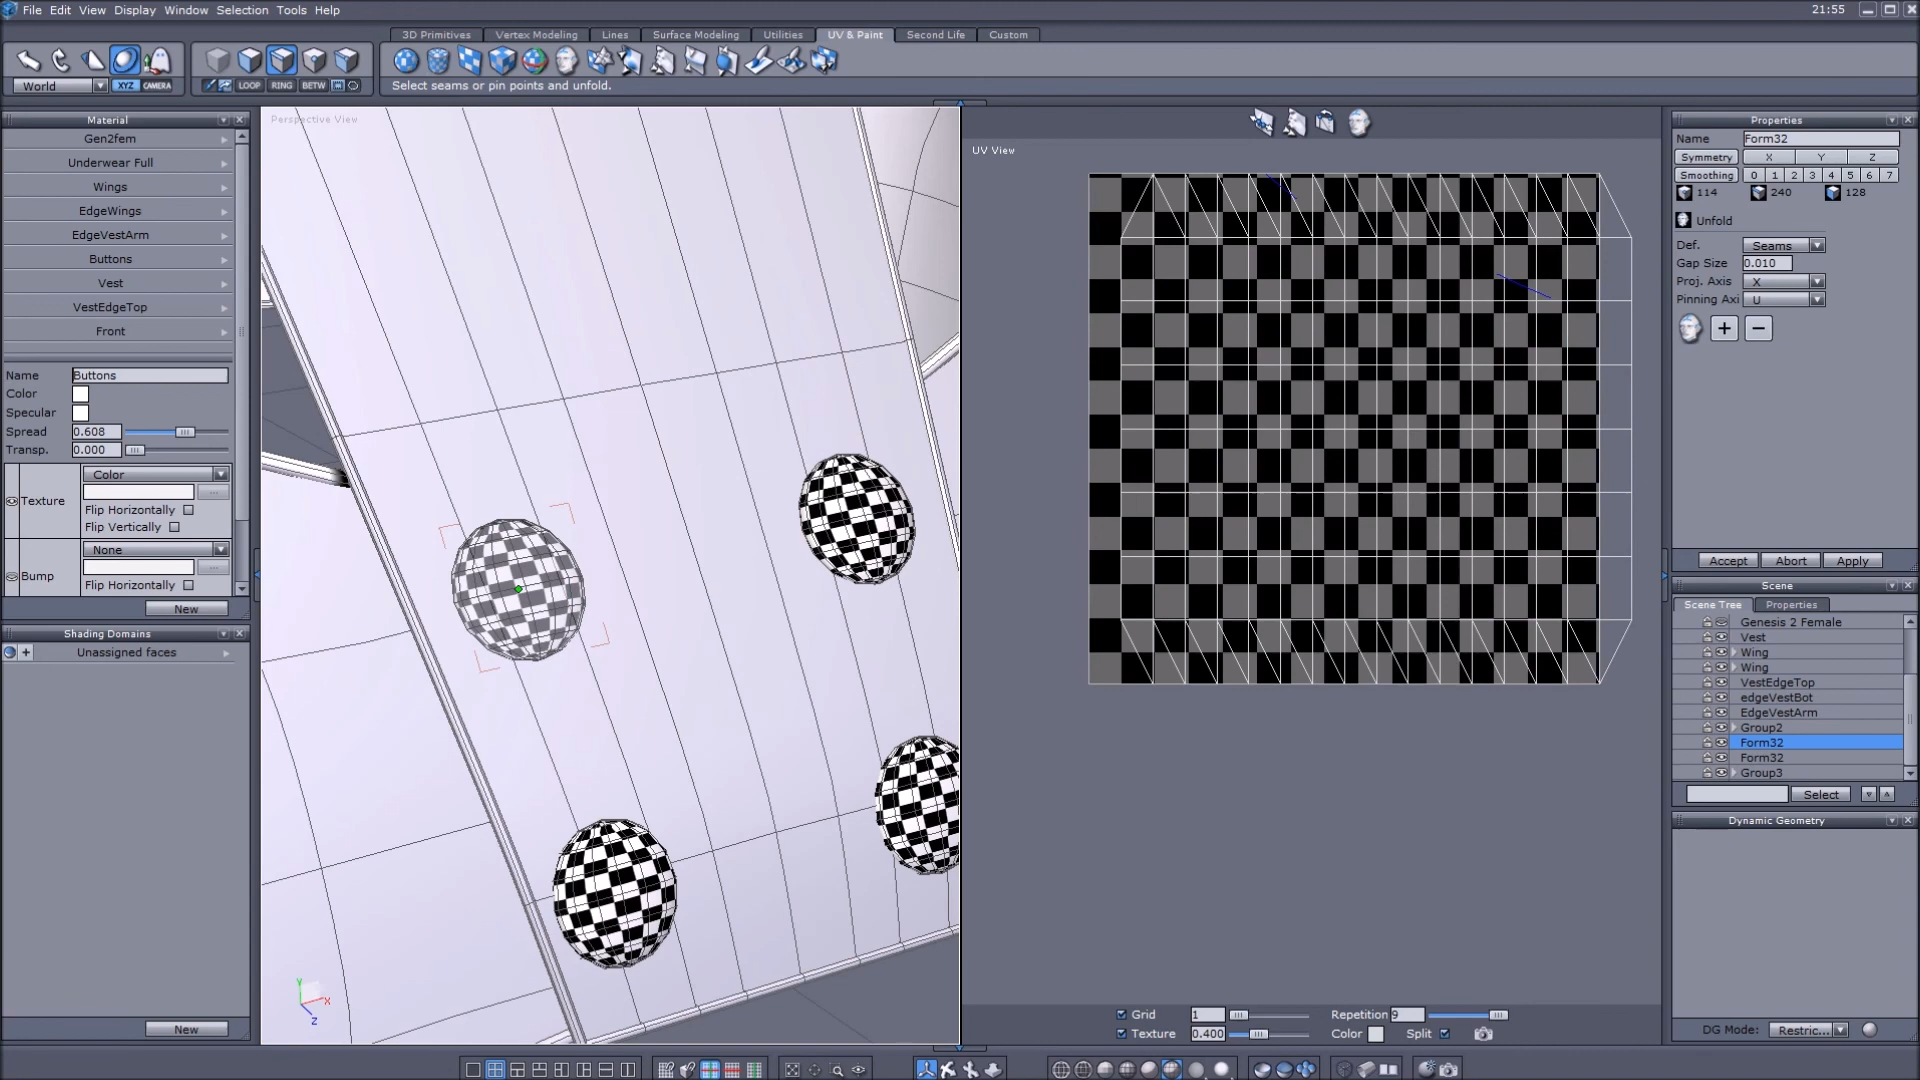 File Edit View Display Window Selection Tools Help
21:55
3D Primitives Vertex Modeling Lines Surface Modeling Utilities UV & Paint Second Life Custom
World XYZ CAMERA
LOOP RING BETW
Select seams or pin points and unfold.
Material
Gen2fem
Underwear Full
Wings
EdgeWings
EdgeVestArm
Buttons
Vest
VestEdgeTop
Front
Name Buttons
Color
Specular
Spread 0.608
Transp. 0.000
Color
Texture
...
Flip Horizontally
Flip Vertically
None
Bump
...
Flip Horizontally
New
Shading Domains
+ Unassigned faces
New
Perspective View
Y
X
Z
UV View
Grid 1 Repetition 9
Texture 0.400 Color Split
Properties
Name Form32
Symmetry X Y Z
Smoothing 0 1 2 3 4 5 6 7
114 240 128
Unfold
Def. Seams
Gap Size 0.010
Proj. Axis X
Pinning Axi U
+ −
Accept Abort Apply
Scene
Scene Tree Properties
Genesis 2 Female
Vest
Wing
Wing
VestEdgeTop
edgeVestBot
EdgeVestArm
Group2
Form32
Form32
Group3
Select
Dynamic Geometry
DG Mode: Restric...